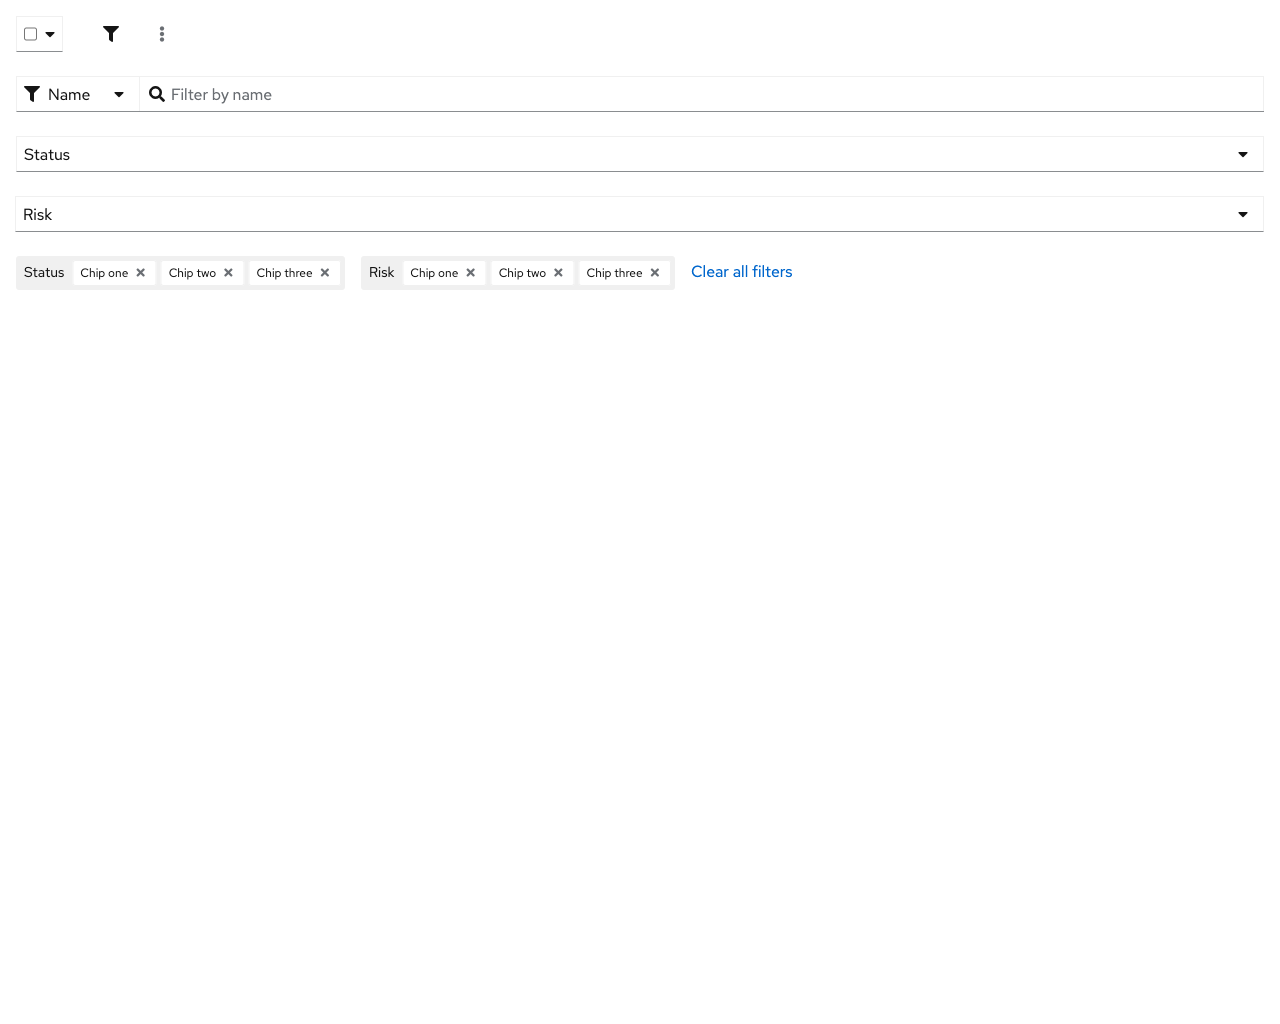 Name Filter by name
Status
Risk
Status Chip one Chip two Chip three Risk Chip one Chip two Chip three Clear all filters